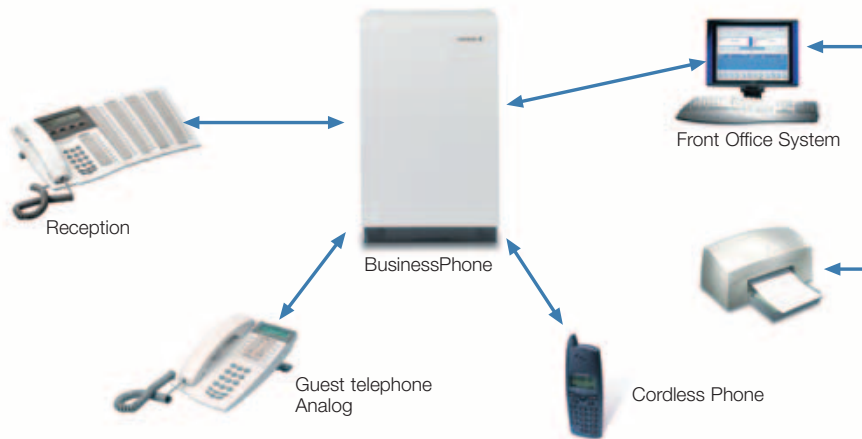 Front Office System
Reception
BusinessPhone
Guest telephone
Analog
Cordless Phone